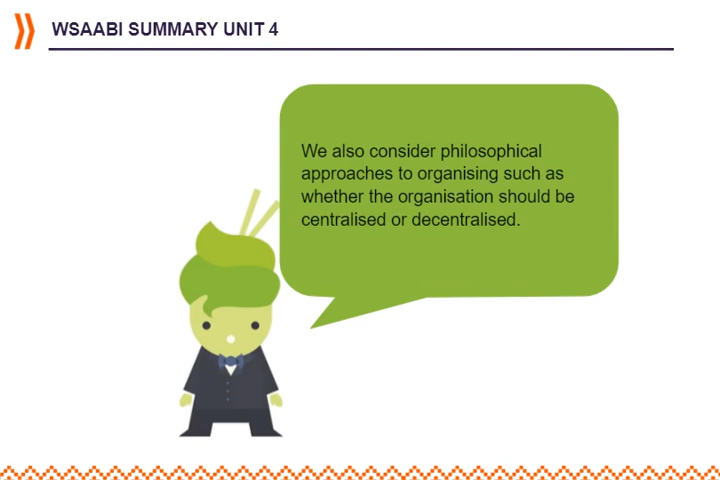 WSAABI SUMMARY UNIT 4
We also consider philosophical
approaches to organising such as
whether the organisation should be
centralised or decentralised.